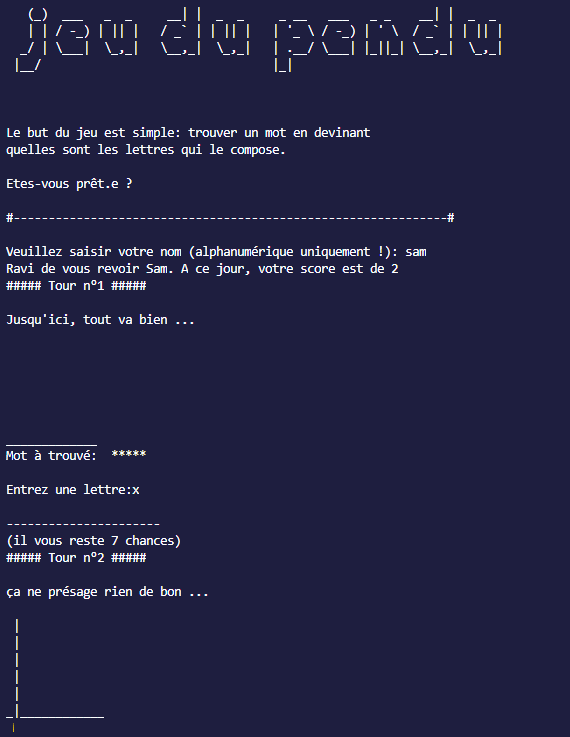 jeu du pendu
Le but du jeu est simple: trouver un mot en devinant
quelles sont les lettres qui le compose.
Etes-vous prêt.e ?
#--------------------------------------------------------------#
Veuillez saisir votre nom (alphanumérique uniquement !): sam
Ravi de vous revoir Sam. A ce jour, votre score est de 2
##### Tour n°1 #####
Jusqu'ici, tout va bien ...
Mot à trouvé:  *****
Entrez une lettre:x
----------------------
(il vous reste 7 chances)
##### Tour n°2 #####
ça ne présage rien de bon ...